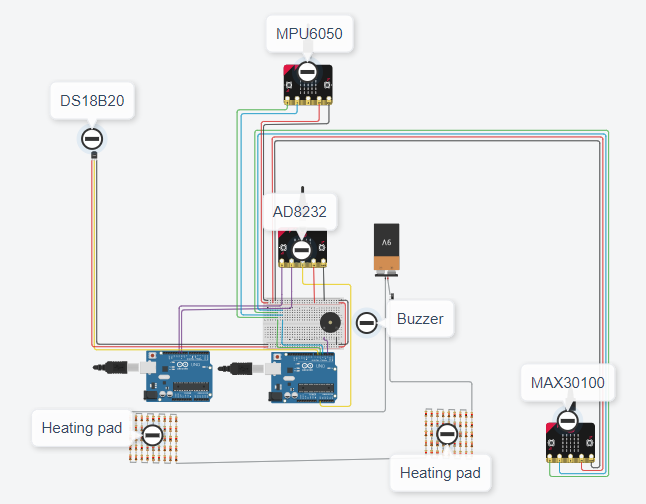 MPU6050
DS18B20
AD8232
9V
Buzzer
MAX30100
Heating pad
Heating pad